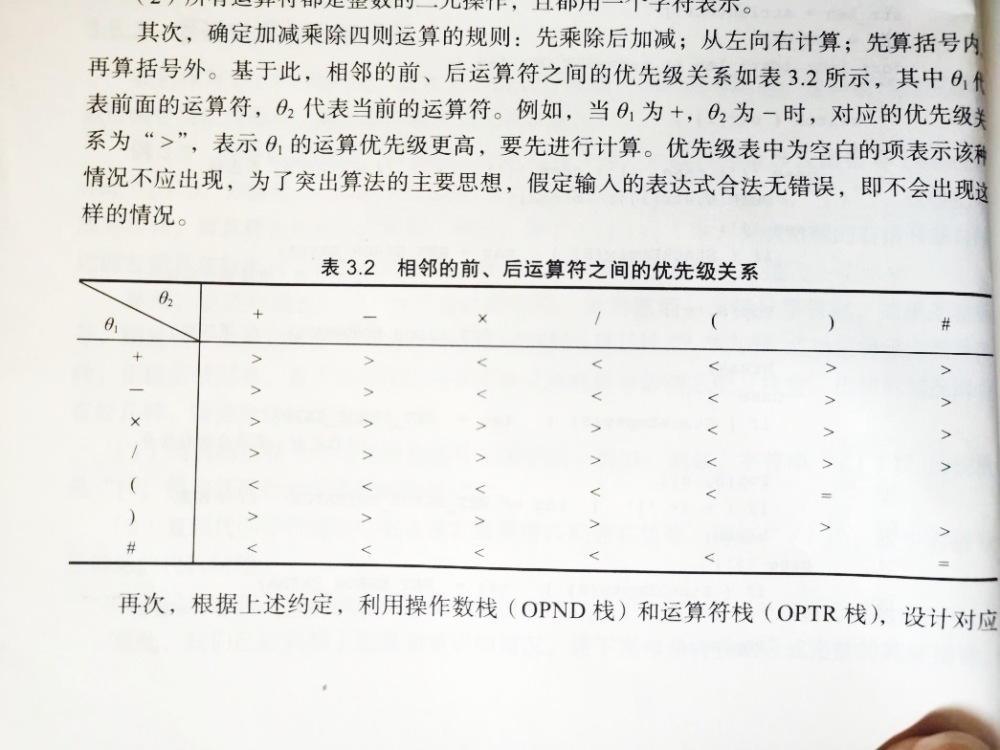 （2）所有运算符都是整数的二元操作，且都用一个字符表示。
其次，确定加减乘除四则运算的规则：先乘除后加减；从左向右计算；先算括号内，
再算括号外。基于此，相邻的前、后运算符之间的优先级关系如表 3.2 所示，其中 θ₁ 代
表前面的运算符，θ₂ 代表当前的运算符。例如，当 θ₁ 为 +，θ₂ 为 − 时，对应的优先级关
系为“>”，表示 θ₁ 的运算优先级更高，要先进行计算。优先级表中为空白的项表示该种
情况不应出现，为了突出算法的主要思想，假定输入的表达式合法无错误，即不会出现这
样的情况。
表 3.2 相邻的前、后运算符之间的优先级关系
θ₁ θ₂ + − × / ( ) #
+ > > < < < > >
− > > < < < > >
× > > > > < > >
/ > > > > < > >
( < < < < < =
) > > > > > >
# < < < < < =
再次，根据上述约定，利用操作数栈（OPND 栈）和运算符栈（OPTR 栈），设计对应